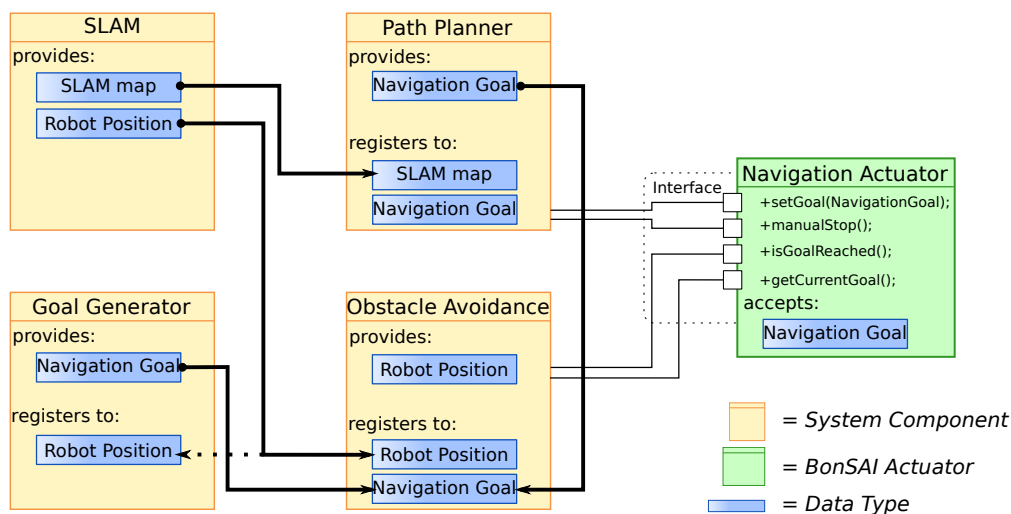 SLAM
provides:
SLAM map
Robot Position
Path Planner
provides:
Navigation Goal
registers to:
SLAM map
Navigation Goal
Interface
Navigation Actuator
+setGoal(NavigationGoal);
+manualStop();
+isGoalReached();
+getCurrentGoal();
accepts:
Navigation Goal
Goal Generator
provides:
Navigation Goal
registers to:
Robot Position
Obstacle Avoidance
provides:
Robot Position
registers to:
Robot Position
Navigation Goal
= System Component
= BonSAI Actuator
= Data Type